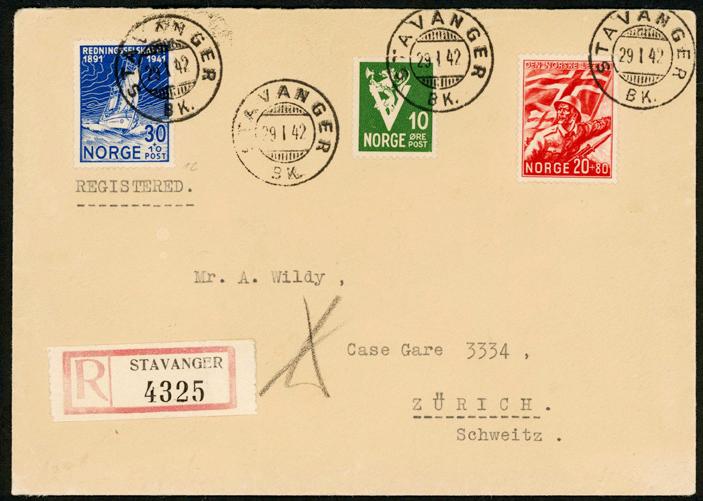 REDNINGSSELSKAPET
1891 1941
30
+10
NORGE POST
STAVANGER
29 I 42
BK.
STAVANGER
29 I 42
BK.
V
10
NORGE ØRE
POST
STAVANGER
29 I 42
BK.
DEN NORSKE LE
NORGE 20+80
STAVANGER
29 I 42
BK.
REGISTERED.
Mr. A. Wildy,
R STAVANGER
4325
Case Gare 3334,
ZÜRICH.
Schweitz.